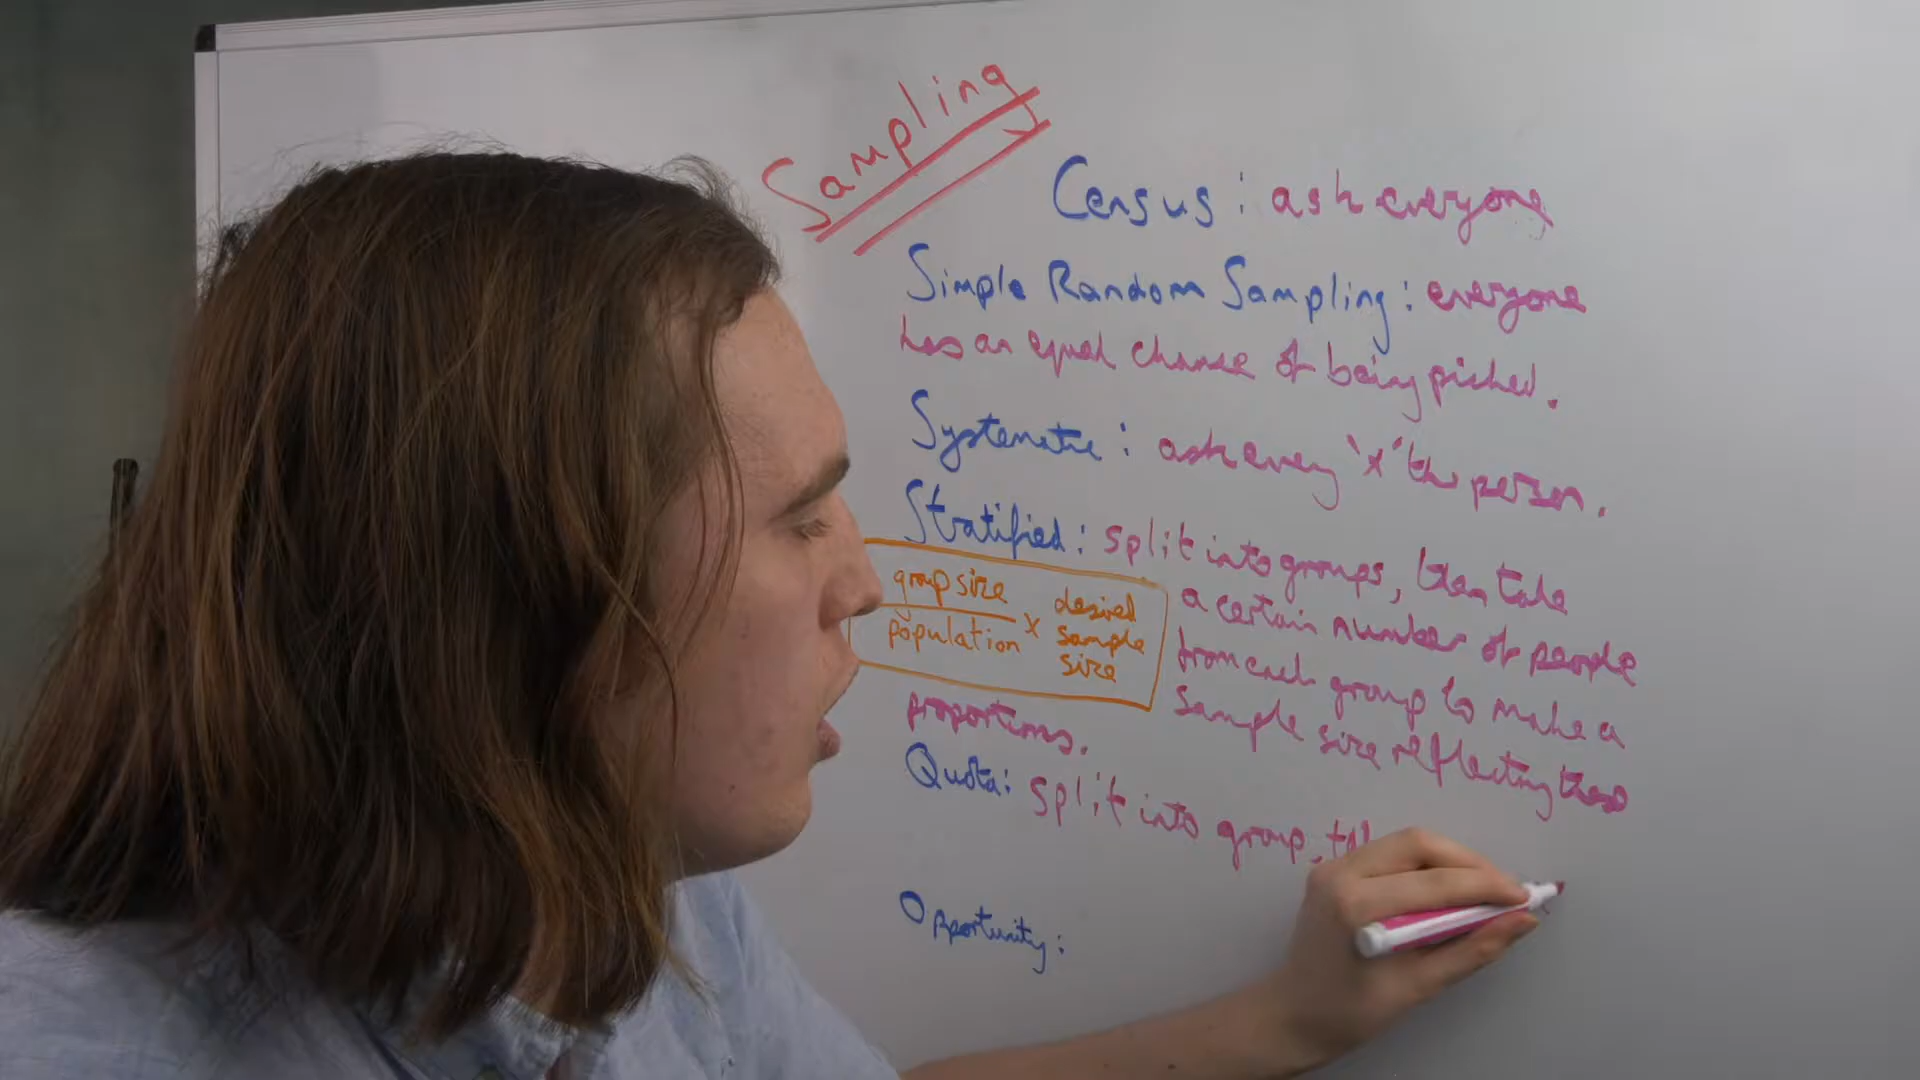 Sampling
Census: ask everyone
Simple Random Sampling: everyone
has an equal chance of being picked.
Systematic: ask every 'x'th person.
Stratified: split into groups, then take
a certain number of people
from each group to make a
sample size reflecting these
proportions.
group size
population
x
desired
sample
size
Quota: split into group,
Opportunity: